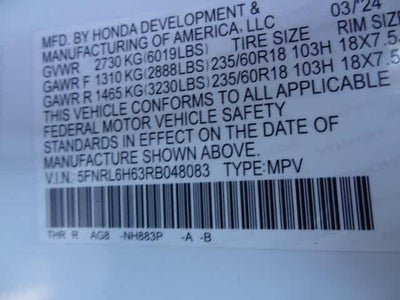 MFD. BY HONDA DEVELOPMENT & 03/24
MANUFACTURING OF AMERICA, LLC
GVWR 2730 KG(6019LBS) TIRE SIZE RIM SIZE
GAWR F 1310 KG(2888LBS) 235/60R18 103H 18X7.5
GAWR R 1465 KG(3230LBS) 235/60R18 103H 18X7.5
THIS VEHICLE CONFORMS TO ALL APPLICABLE
FEDERAL MOTOR VEHICLE SAFETY
STANDARDS IN EFFECT ON THE DATE OF
MANUFACTURE SHOWN ABOVE.
V.I.N.: 5FNRL6H63RB048083 TYPE:MPV
THR R AG8 -NH883P -A -B